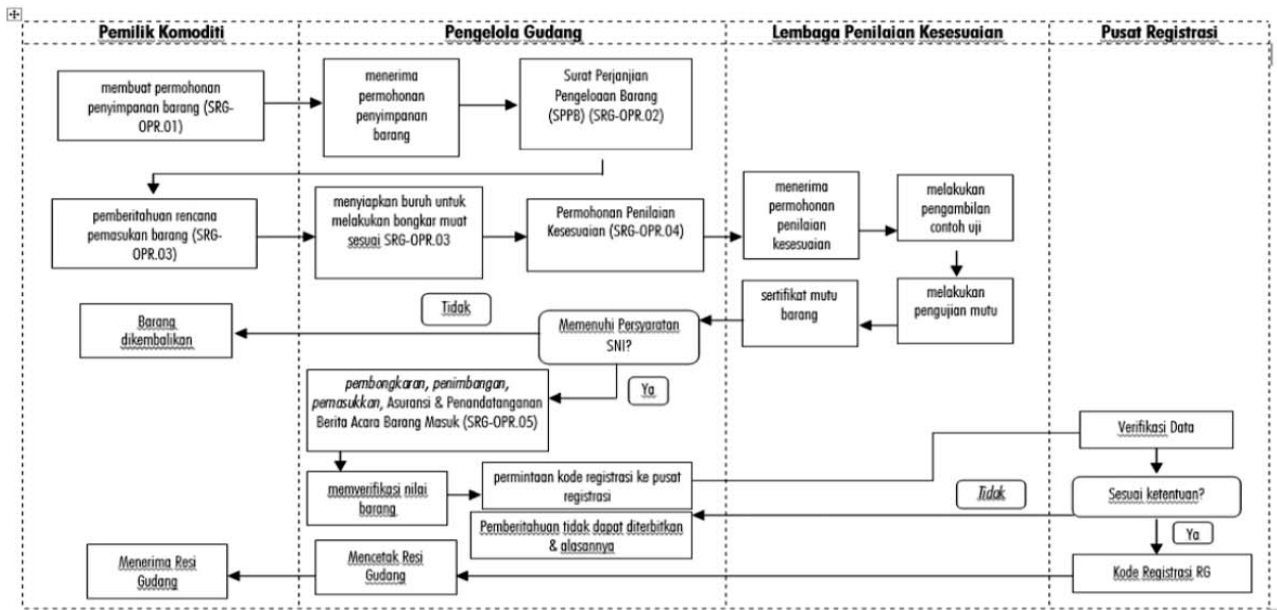 Pemilik Komoditi
Pengelola Gudang
Lembaga Penilaian Kesesuaian
Pusat Registrasi
membuat permohonan
penyimpanan barang (SRG-
OPR.01)
menerima
permohonan
penyimpanan
barang
Surat Perjanjian
Pengeloaan Barang
(SPPB) (SRG-OPR.02)
pemberitahuan rencana
pemasukan barang (SRG-
OPR.03)
menyiapkan buruh untuk
melakukan bongkar muat
sesuai SRG-OPR.03
Permohonan Penilaian
Kesesuaian (SRG-OPR.04)
menerima
permohonan
penilaian
kesesuaian
melakukan
pengambilan
contoh uji
melakukan
pengujian mutu
sertifikat mutu
barang
Memenuhi Persyaratan
SNI?
Tidak
Barang
dikembalikan
Ya
pembongkaran, penimbangan,
pemasukkan, Asuransi & Penandatanganan
Berita Acara Barang Masuk (SRG-OPR.05)
memverifikasi nilai
barang
permintaan kode registrasi ke pusat
registrasi
Verifikasi Data
Sesuai ketentuan?
Tidak
Pemberitahuan tidak dapat diterbitkan
& alasannya
Ya
Kode Registrasi RG
Mencetak Resi
Gudang
Menerima Resi
Gudang